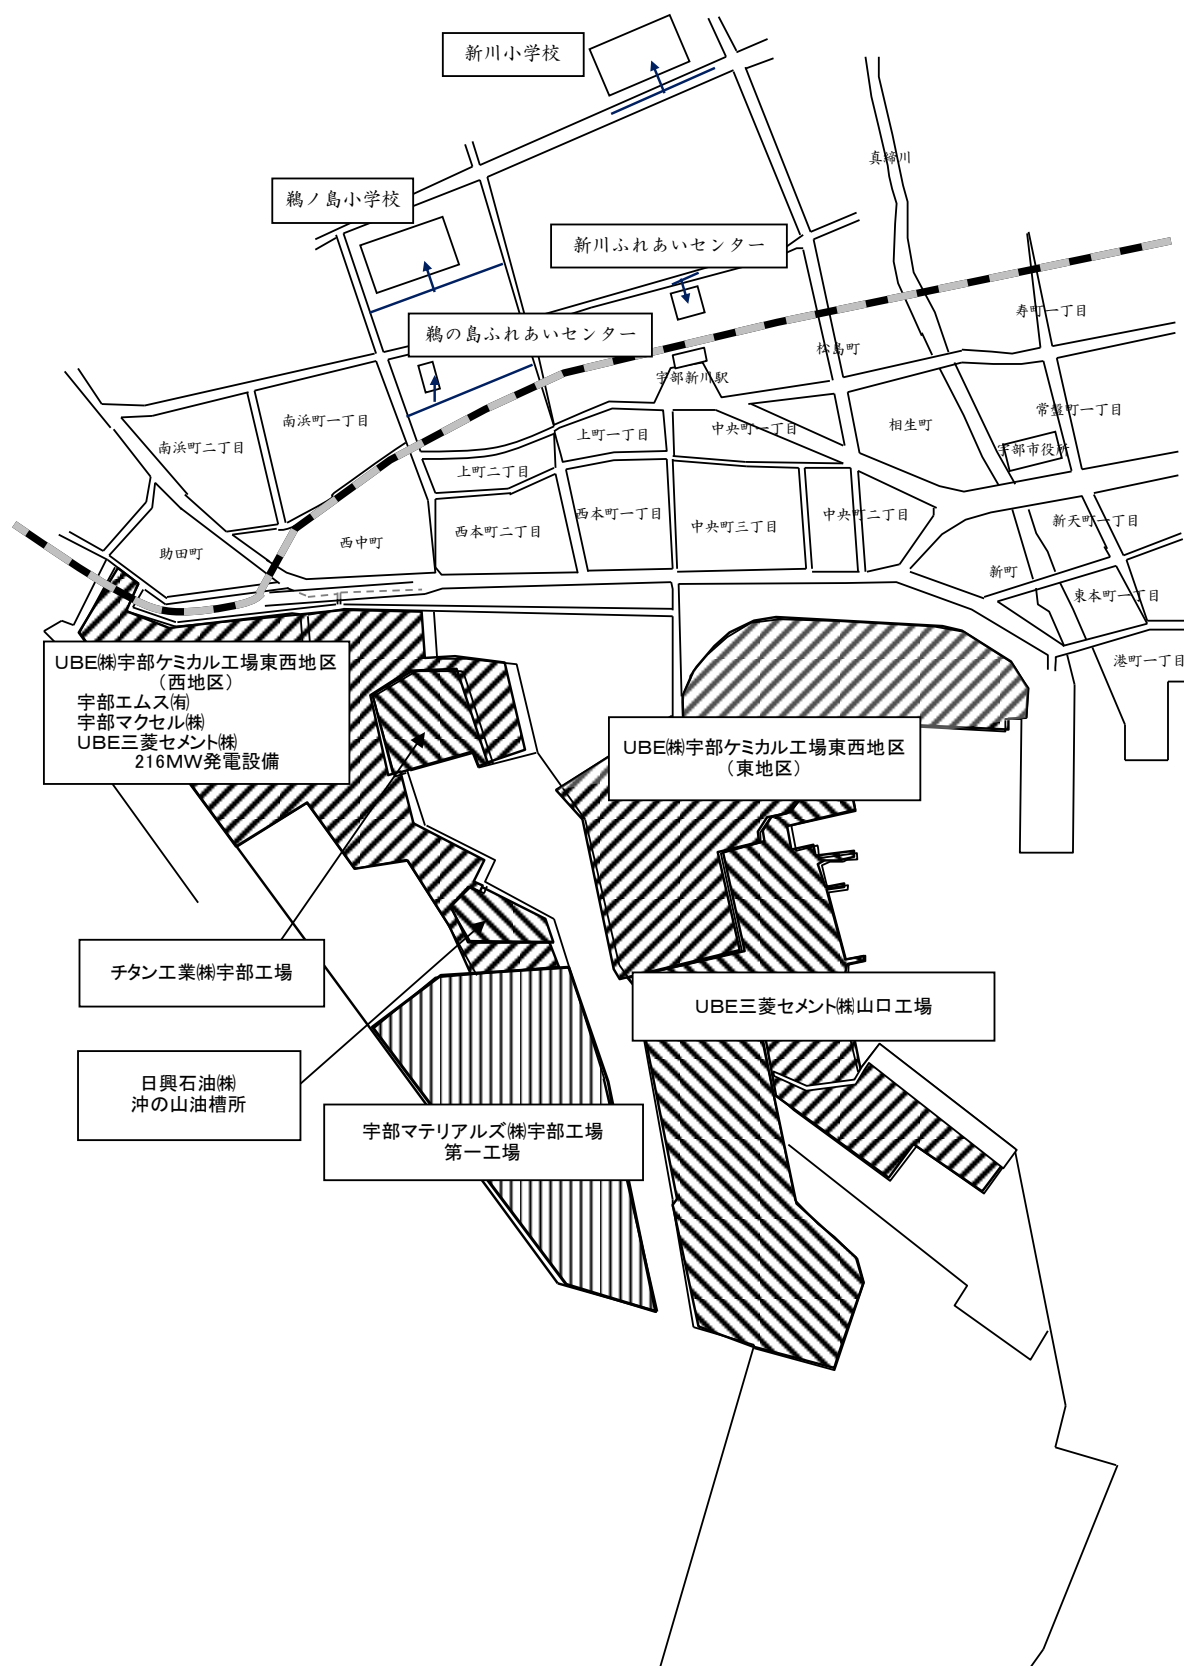 新川小学校
真締川
鵜ノ島小学校
新川ふれあいセンター
寿町一丁目
鵜の島ふれあいセンター
松島町
宇部新川駅
南浜町一丁目
常盤町一丁目
南浜町二丁目
上町一丁目
中央町一丁目
相生町
宇部市役所
上町二丁目
西本町一丁目
中央町三丁目
中央町二丁目
新天町一丁目
西本町二丁目
西中町
助田町
新町
東本町一丁目
港町一丁目
UBE㈱宇部ケミカル工場東西地区
（西地区）
宇部エムス㈲
宇部マクセル㈱
UBE三菱セメント㈱
216MW発電設備
UBE㈱宇部ケミカル工場東西地区
（東地区）
チタン工業㈱宇部工場
UBE三菱セメント㈱山口工場
日興石油㈱
沖の山油槽所
宇部マテリアルズ㈱宇部工場
第一工場